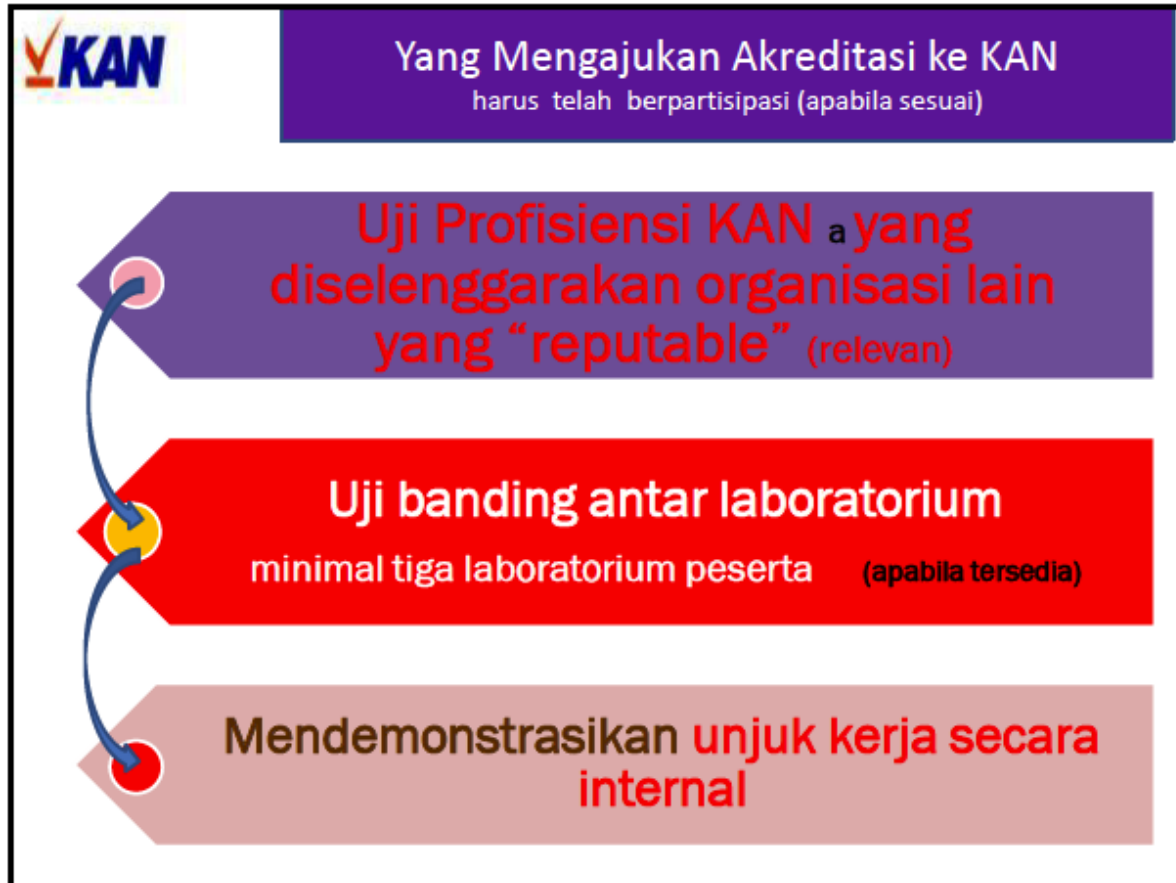 KAN
Yang Mengajukan Akreditasi ke KAN
harus telah berpartisipasi (apabila sesuai)
Uji Profisiensi KAN a yang
diselenggarakan organisasi lain
yang “reputable” (relevan)
Uji banding antar laboratorium
minimal tiga laboratorium peserta (apabila tersedia)
Mendemonstrasikan unjuk kerja secara
internal